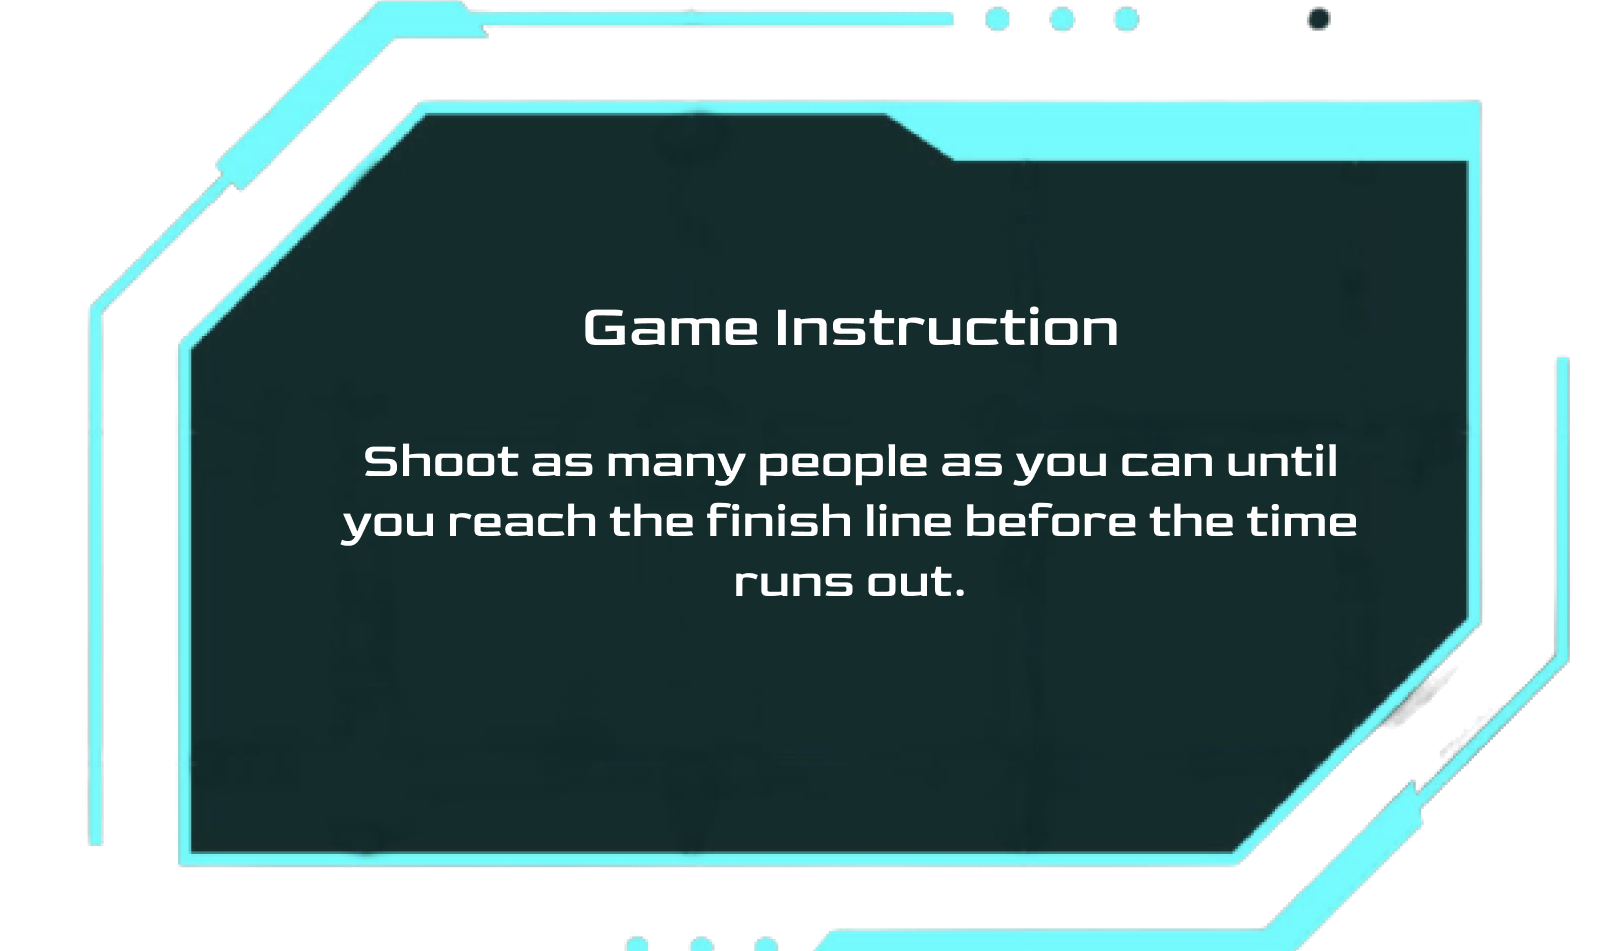 Game Instruction
Shoot as many people as you can until
you reach the finish line before the time
runs out.